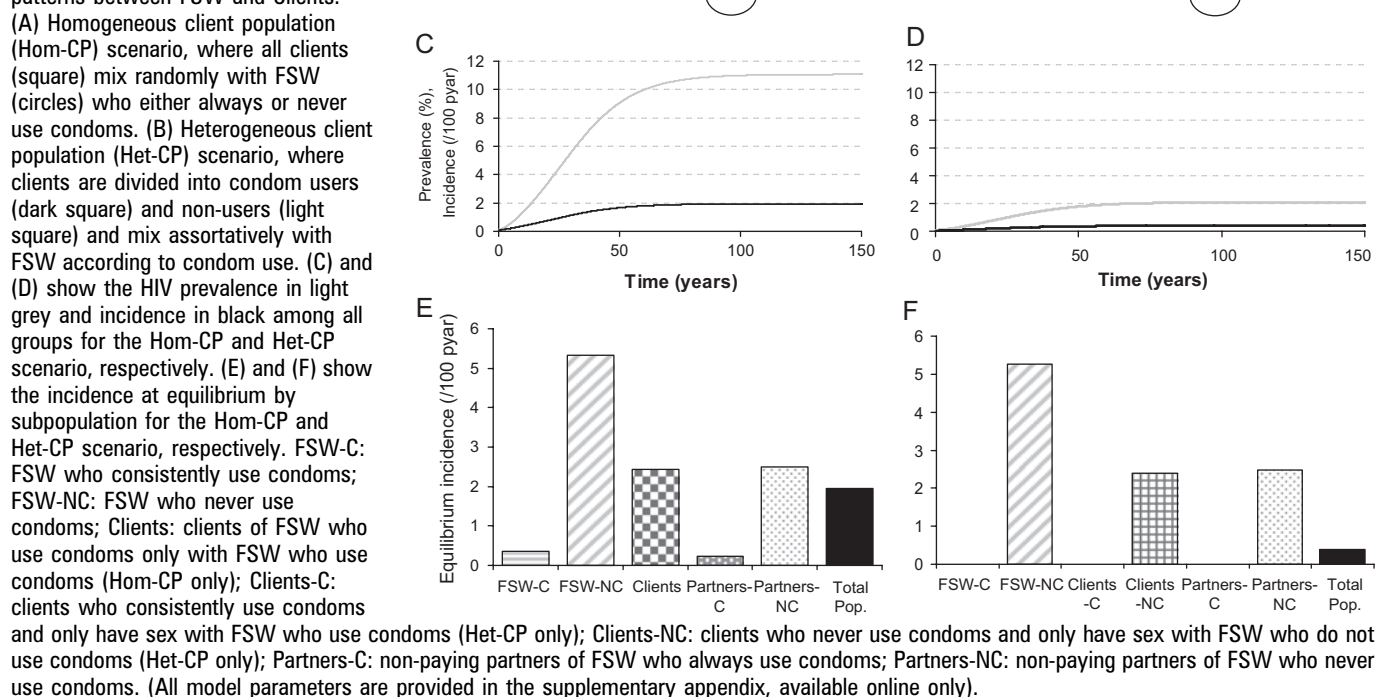 patterns between FSW and Clients.
(A) Homogeneous client population
(Hom-CP) scenario, where all clients
(square) mix randomly with FSW
(circles) who either always or never
use condoms. (B) Heterogeneous client
population (Het-CP) scenario, where
clients are divided into condom users
(dark square) and non-users (light
square) and mix assortatively with
FSW according to condom use. (C) and
(D) show the HIV prevalence in light
grey and incidence in black among all
groups for the Hom-CP and Het-CP
scenario, respectively. (E) and (F) show
the incidence at equilibrium by
subpopulation for the Hom-CP and
Het-CP scenario, respectively. FSW-C:
FSW who consistently use condoms;
FSW-NC: FSW who never use
condoms; Clients: clients of FSW who
use condoms only with FSW who use
condoms (Hom-CP only); Clients-C:
clients who consistently use condoms
and only have sex with FSW who use condoms (Het-CP only); Clients-NC: clients who never use condoms and only have sex with FSW who do not
use condoms (Het-CP only); Partners-C: non-paying partners of FSW who always use condoms; Partners-NC: non-paying partners of FSW who never
use condoms. (All model parameters are provided in the supplementary appendix, available online only).
C
Prevalence (%),
Incidence (/100 pyar)
12
10
8
6
4
2
0
0 50 100 150
Time (years)
D
12
10
8
6
4
2
0
0 50 100 150
Time (years)
E
Equilibrium incidence (/100 pyar)
6
5
4
3
2
1
0
FSW-C FSW-NC Clients Partners- Partners- Total
C NC Pop.
F
6
5
4
3
2
1
0
FSW-C FSW-NC Clients Clients Partners- Partners- Total
-C -NC C NC Pop.